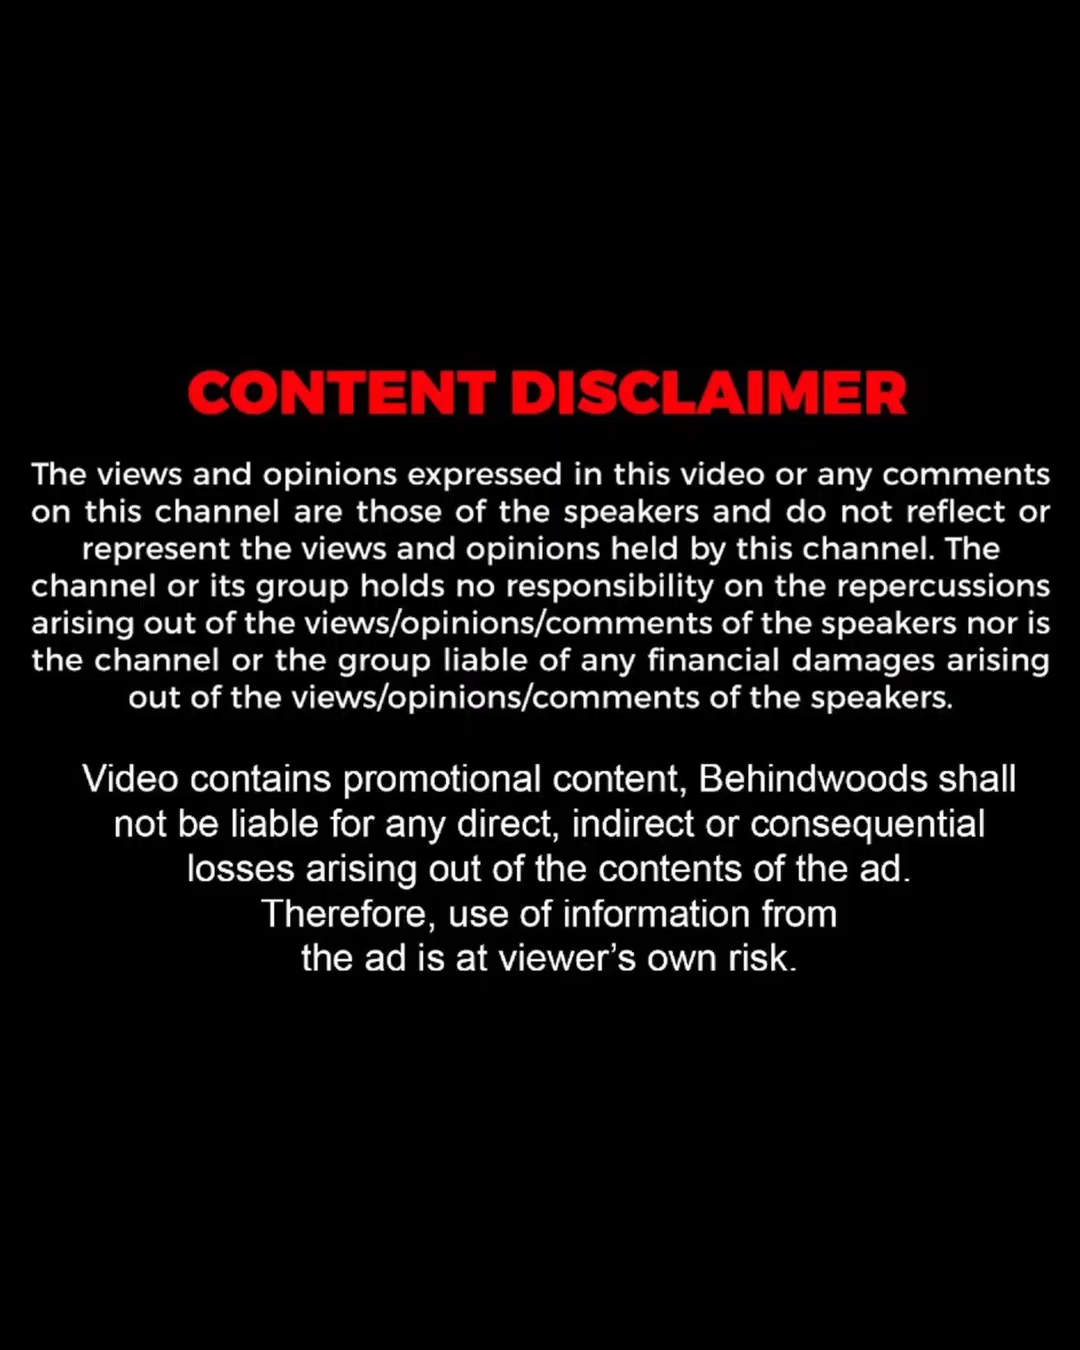 CONTENT DISCLAIMER
The views and opinions expressed in this video or any comments
on this channel are those of the speakers and do not reflect or
represent the views and opinions held by this channel. The
channel or its group holds no responsibility on the repercussions
arising out of the views/opinions/comments of the speakers nor is
the channel or the group liable of any financial damages arising
out of the views/opinions/comments of the speakers.
Video contains promotional content, Behindwoods shall
not be liable for any direct, indirect or consequential
losses arising out of the contents of the ad.
Therefore, use of information from
the ad is at viewer’s own risk.